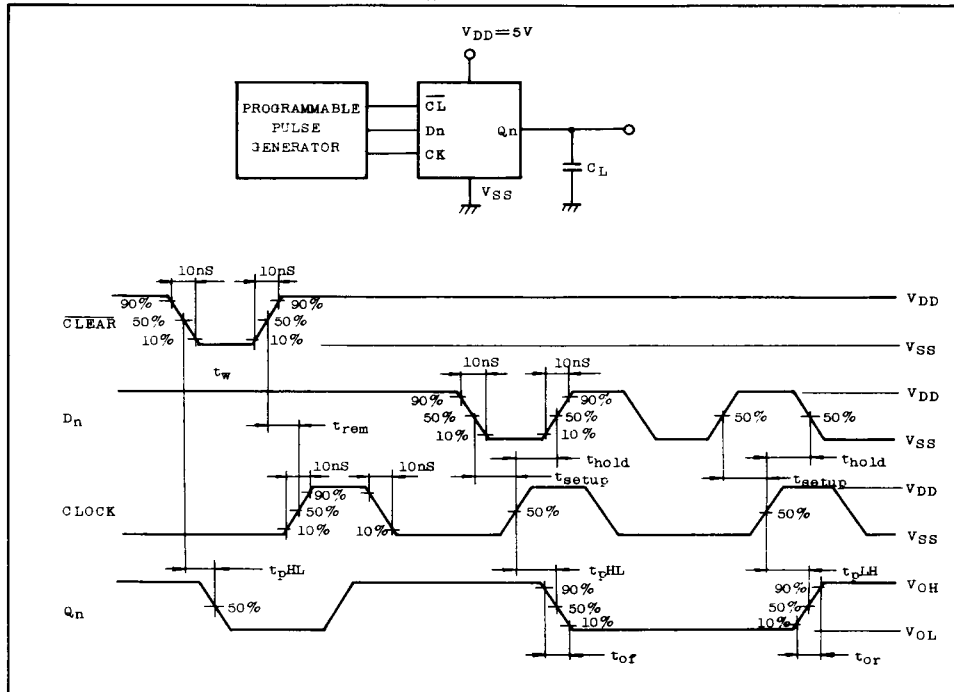 VDD=5V
PROGRAMMABLE
PULSE
GENERATOR
CL
Dn
CK
Qn
VSS
CL
10nS 10nS
90% 90% VDD
CLEAR 50% 50%
10% 10% VSS
tw
10nS 10nS
90% 90% VDD
Dn 50% 50% 50% 50%
10% 10% VSS
trem
thold thold
tsetup tsetup
10nS 10nS
90% VDD
CLOCK 50% 50% 50%
10% 10% VSS
tpHL tpHL tpLH
90% 90% VOH
Qn 50% 50% 50%
10% 10% VOL
tof tor